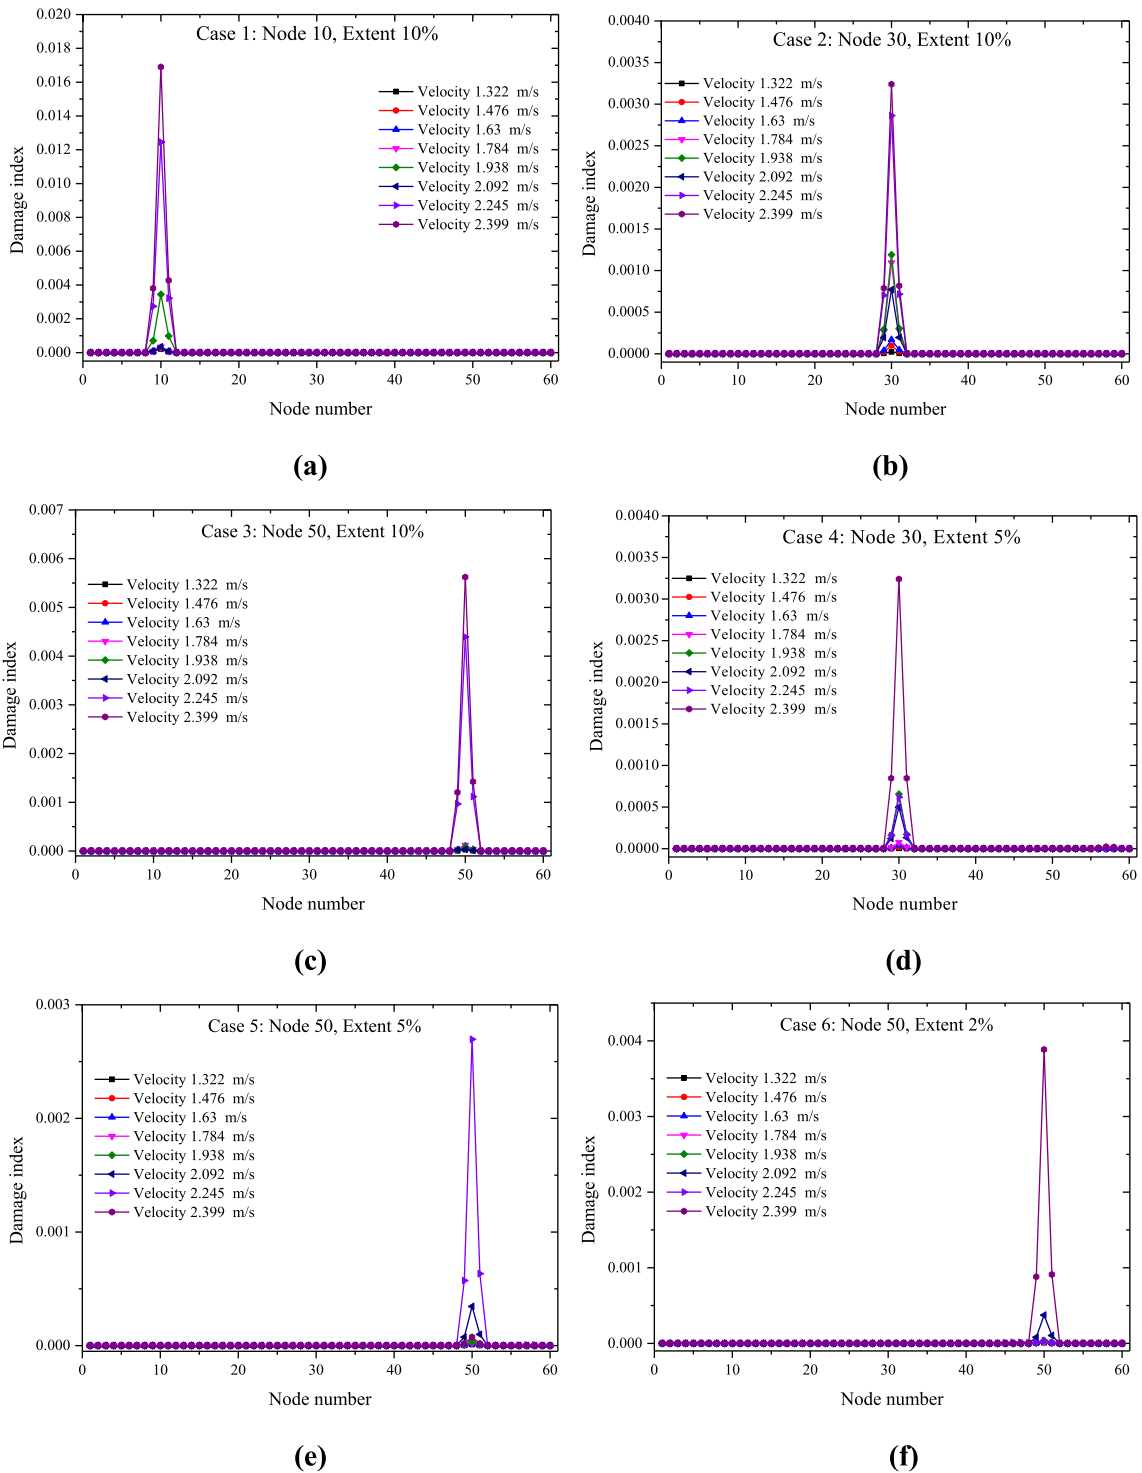 Case 1: Node 10, Extent 10%
Damage index
0.020
0.018
0.016
0.014
0.012
0.010
0.008
0.006
0.004
0.002
0.000
Velocity 1.322 m/s
Velocity 1.476 m/s
Velocity 1.63 m/s
Velocity 1.784 m/s
Velocity 1.938 m/s
Velocity 2.092 m/s
Velocity 2.245 m/s
Velocity 2.399 m/s
0 10 20 30 40 50 60
Node number
(a)
Case 2: Node 30, Extent 10%
Damage index
0.0040
0.0035
0.0030
0.0025
0.0020
0.0015
0.0010
0.0005
0.0000
Velocity 1.322 m/s
Velocity 1.476 m/s
Velocity 1.63 m/s
Velocity 1.784 m/s
Velocity 1.938 m/s
Velocity 2.092 m/s
Velocity 2.245 m/s
Velocity 2.399 m/s
0 10 20 30 40 50 60
Node number
(b)
Case 3: Node 50, Extent 10%
Damage index
0.007
0.006
0.005
0.004
0.003
0.002
0.001
0.000
Velocity 1.322 m/s
Velocity 1.476 m/s
Velocity 1.63 m/s
Velocity 1.784 m/s
Velocity 1.938 m/s
Velocity 2.092 m/s
Velocity 2.245 m/s
Velocity 2.399 m/s
0 10 20 30 40 50 60
Node number
(c)
Case 4: Node 30, Extent 5%
Damage index
0.0040
0.0035
0.0030
0.0025
0.0020
0.0015
0.0010
0.0005
0.0000
Velocity 1.322 m/s
Velocity 1.476 m/s
Velocity 1.63 m/s
Velocity 1.784 m/s
Velocity 1.938 m/s
Velocity 2.092 m/s
Velocity 2.245 m/s
Velocity 2.399 m/s
0 10 20 30 40 50 60
Node number
(d)
Case 5: Node 50, Extent 5%
Damage index
0.003
0.002
0.001
0.000
Velocity 1.322 m/s
Velocity 1.476 m/s
Velocity 1.63 m/s
Velocity 1.784 m/s
Velocity 1.938 m/s
Velocity 2.092 m/s
Velocity 2.245 m/s
Velocity 2.399 m/s
0 10 20 30 40 50 60
Node number
(e)
Case 6: Node 50, Extent 2%
Damage index
0.004
0.003
0.002
0.001
0.000
Velocity 1.322 m/s
Velocity 1.476 m/s
Velocity 1.63 m/s
Velocity 1.784 m/s
Velocity 1.938 m/s
Velocity 2.092 m/s
Velocity 2.245 m/s
Velocity 2.399 m/s
0 10 20 30 40 50 60
Node number
(f)